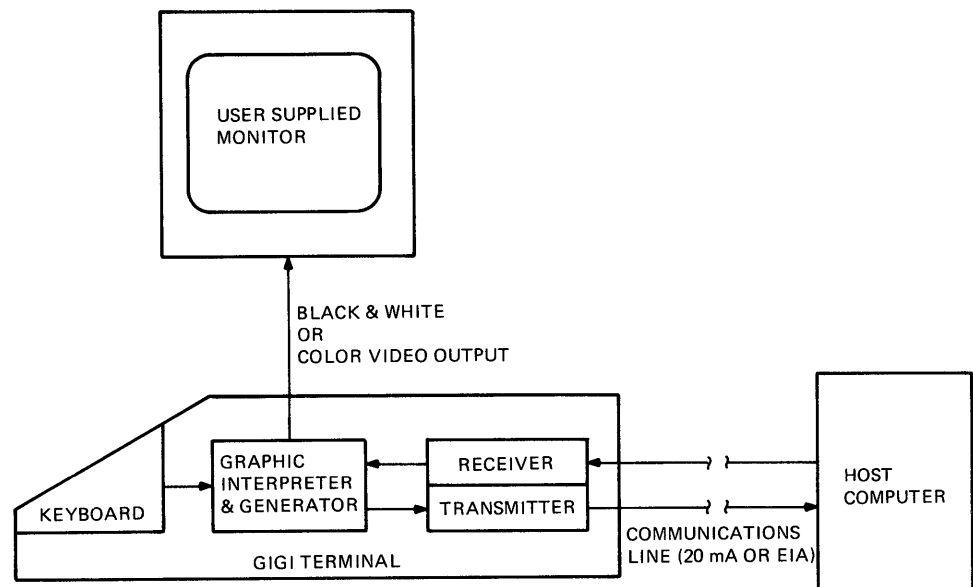 USER SUPPLIED
MONITOR
BLACK & WHITE
OR
COLOR VIDEO OUTPUT
KEYBOARD
GRAPHIC
INTERPRETER
& GENERATOR
RECEIVER
TRANSMITTER
GIGI TERMINAL
COMMUNICATIONS
LINE (20 mA OR EIA)
HOST
COMPUTER